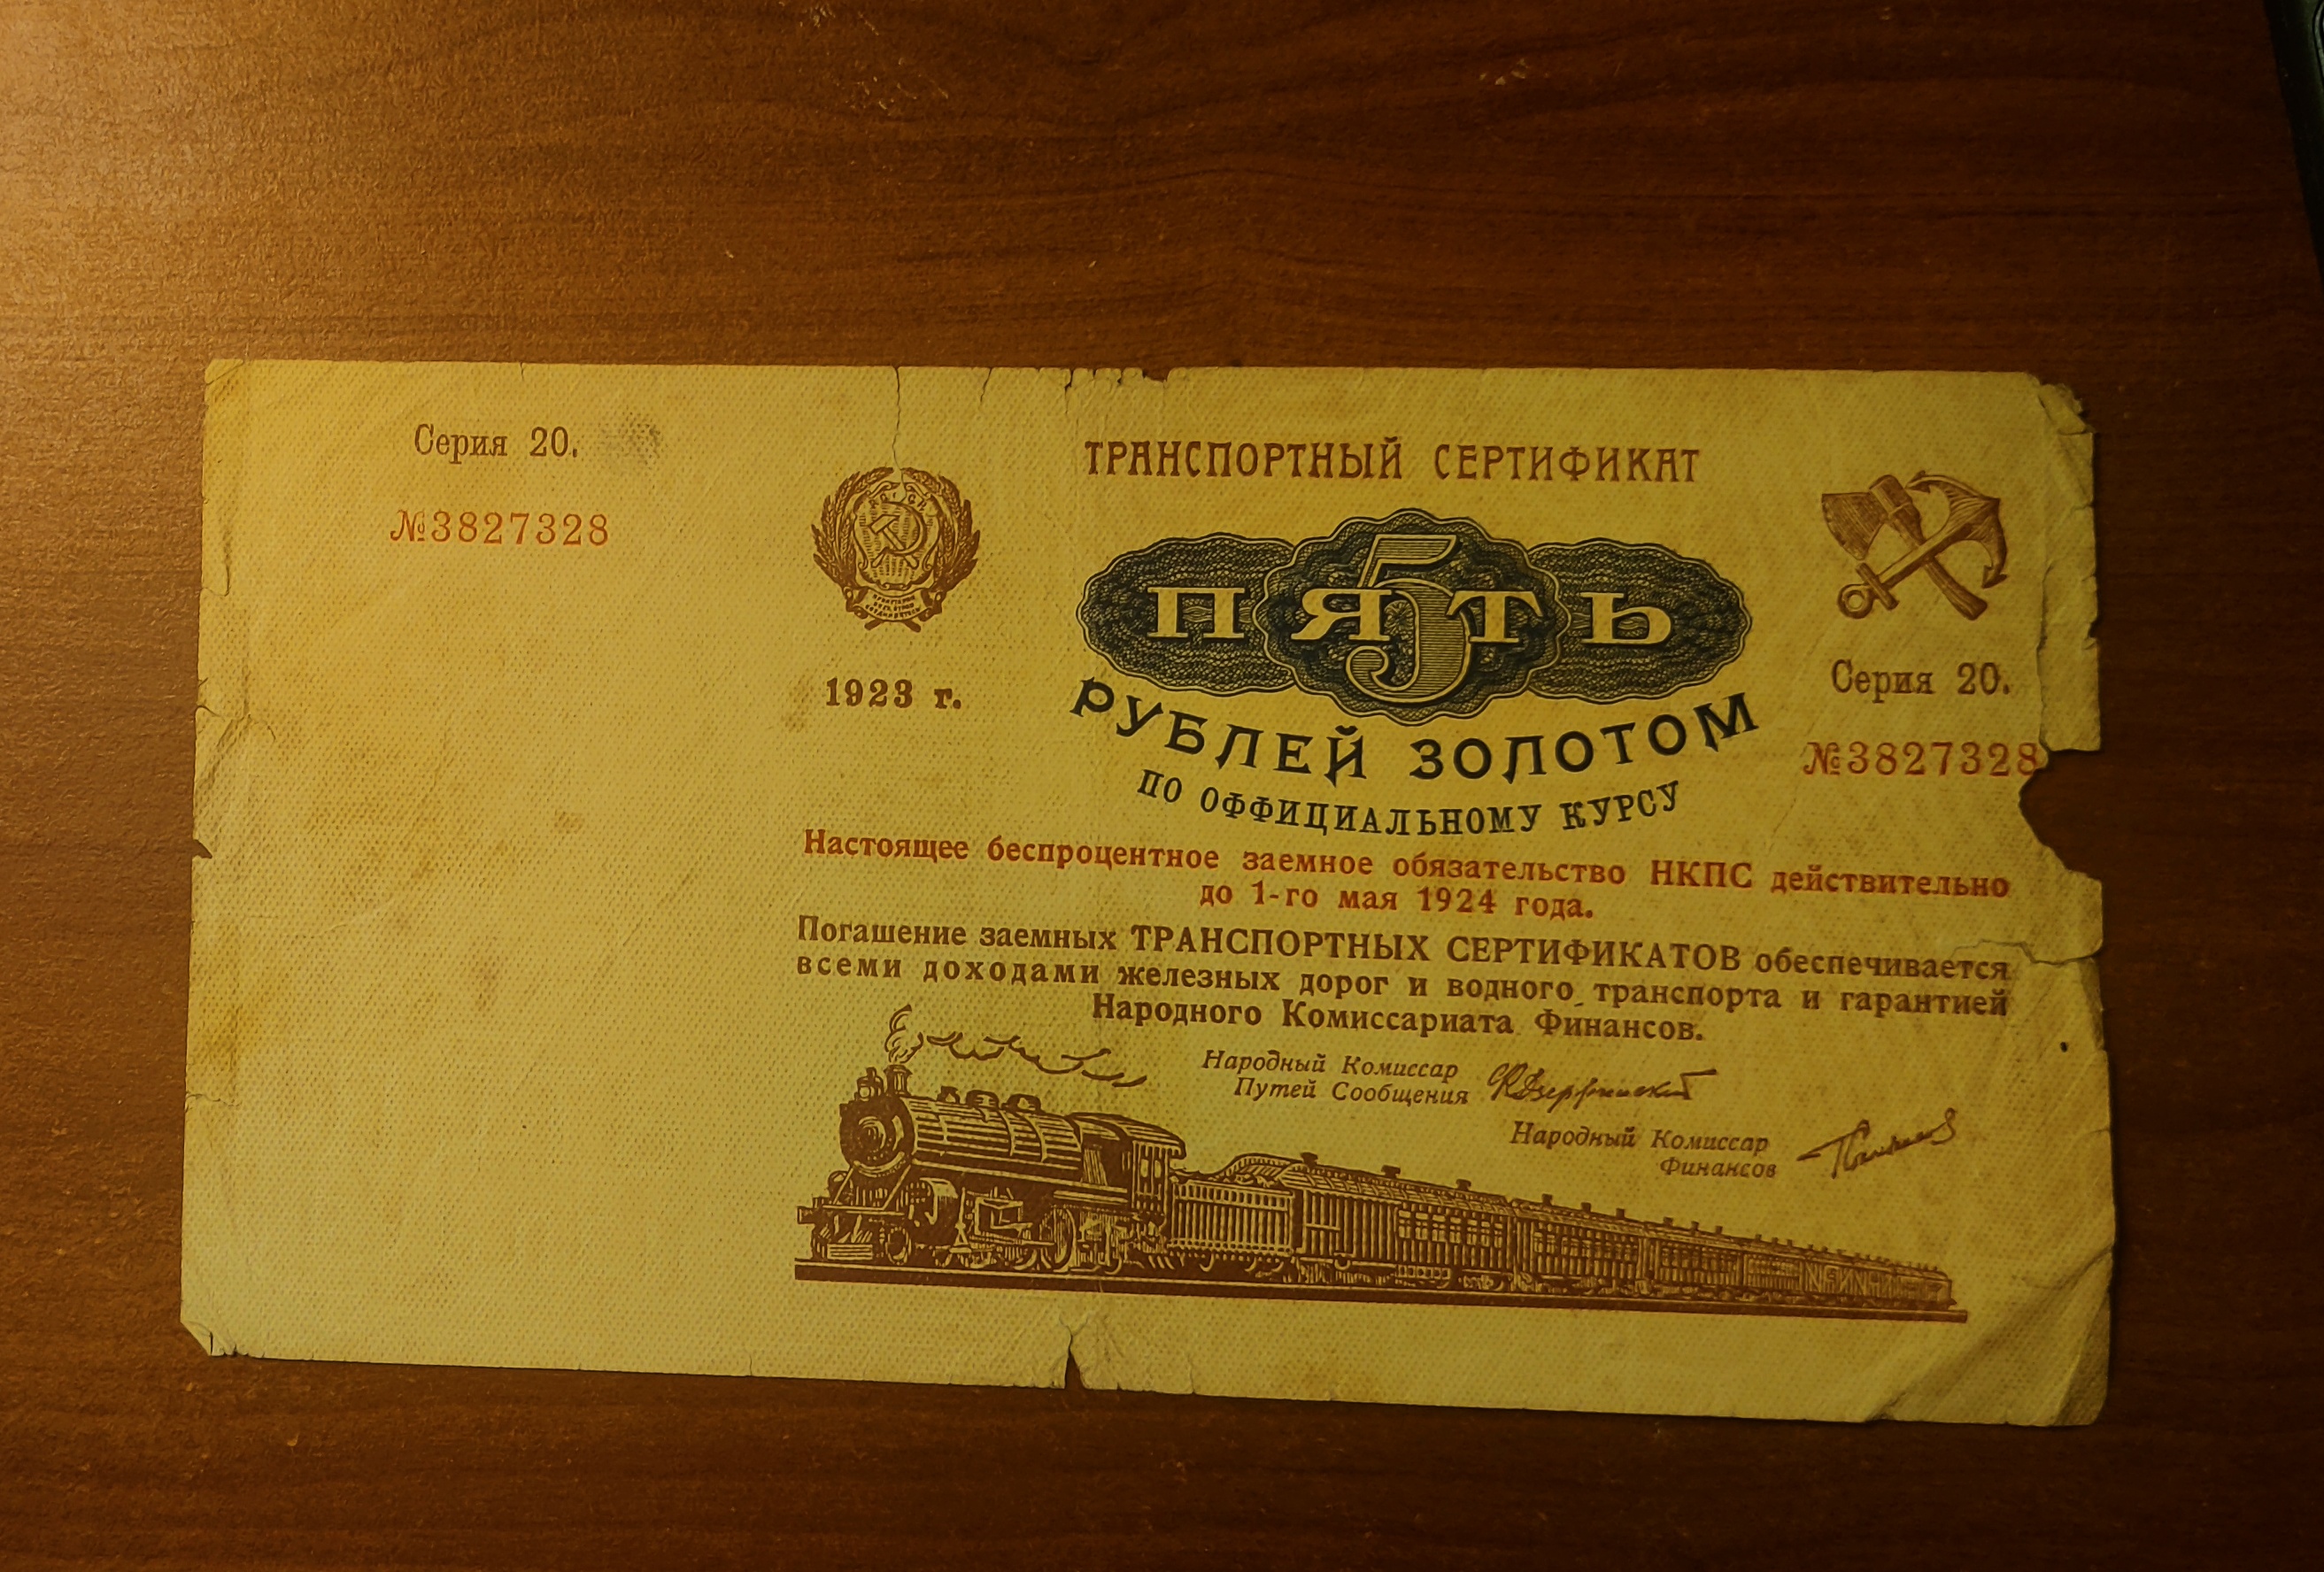 Серия 20.
№3827328
1923 г.
ТРАНСПОРТНЫЙ СЕРТИФИКАТ
5
ПЯТЬ
РУБЛЕЙ ЗОЛОТОМ
ПО ОФФИЦИАЛЬНОМУ КУРСУ
Серия 20.
№3827328
Настоящее беспроцентное заемное обязательство НКПС действительно
до 1-го мая 1924 года.
Погашение заемных ТРАНСПОРТНЫХ СЕРТИФИКАТОВ обеспечивается
всеми доходами железных дорог и водного транспорта и гарантией
Народного Комиссариата Финансов.
Народный Комиссар
Путей Сообщения
Народный Комиссар
Финансов